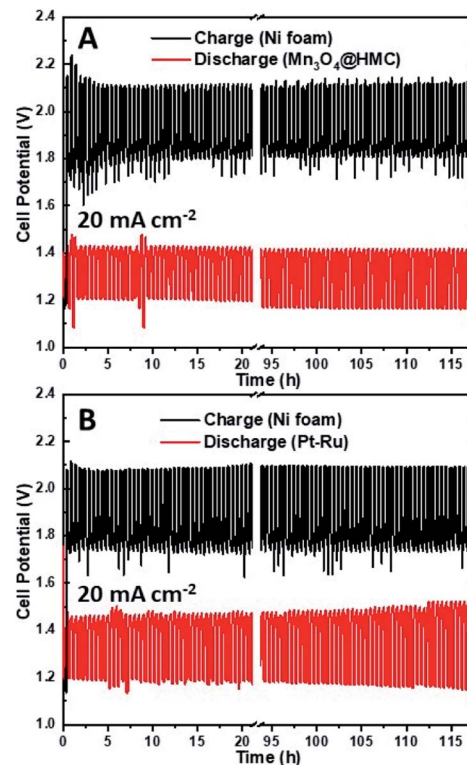 A
Charge (Ni foam)
Discharge (Mn₃O₄@HMC)
2.4
2.2
2.0
1.8
1.6
1.4
1.2
1.0
Cell Potential (V)
20 mA cm⁻²
0 5 10 15 20 95 100 105 110 115
Time (h)
B
Charge (Ni foam)
Discharge (Pt-Ru)
2.4
2.2
2.0
1.8
1.6
1.4
1.2
1.0
Cell Potential (V)
20 mA cm⁻²
0 5 10 15 20 95 100 105 110 115
Time (h)